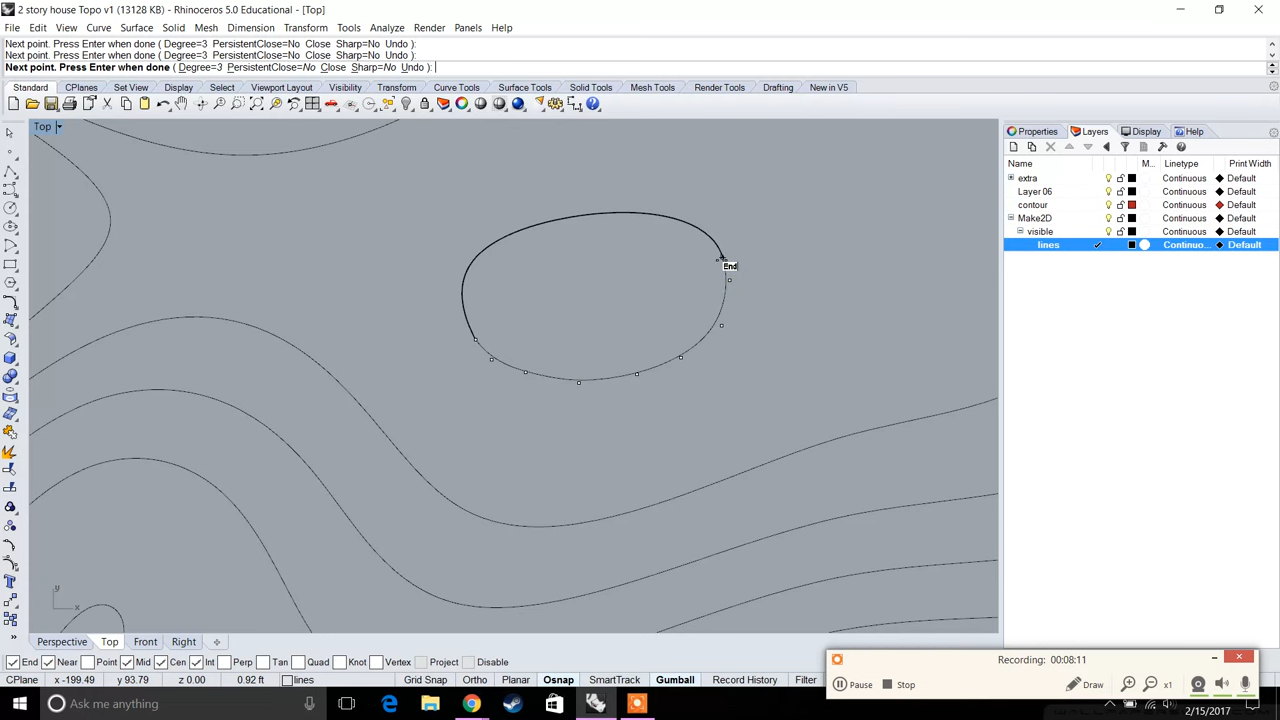 2 story house Topo v1 (13128 KB) - Rhinoceros 5.0 Educational - [Top]
File Edit View Curve Surface Solid Mesh Dimension Transform Tools Analyze Render Panels Help
Next point. Press Enter when done ( Degree=3 PersistentClose=No Close Sharp=No Undo ):
Next point. Press Enter when done ( Degree=3 PersistentClose=No Close Sharp=No Undo ):
Next point. Press Enter when done ( Degree=3 PersistentClose=No Close Sharp=No Undo ):
Standard CPlanes Set View Display Select Viewport Layout Visibility Transform Curve Tools Surface Tools Solid Tools Mesh Tools Render Tools Drafting New in V5
Top
Properties Layers Display Help
Name M... Linetype Print Width
extra Continuous Default
Layer 06 Continuous Default
contour Continuous Default
Make2D Continuous Default
visible Continuous Default
lines Continuo... Default
End
y
x
Perspective Top Front Right
End Near Point Mid Cen Int Perp Tan Quad Knot Vertex Project Disable
Recording: 00:08:11
CPlane x -199.49 y 93.79 z 0.00 0.92 ft lines Grid Snap Ortho Planar Osnap SmartTrack Gumball Record History Filter
Pause Stop Draw x1
Ask me anything
2/15/2017